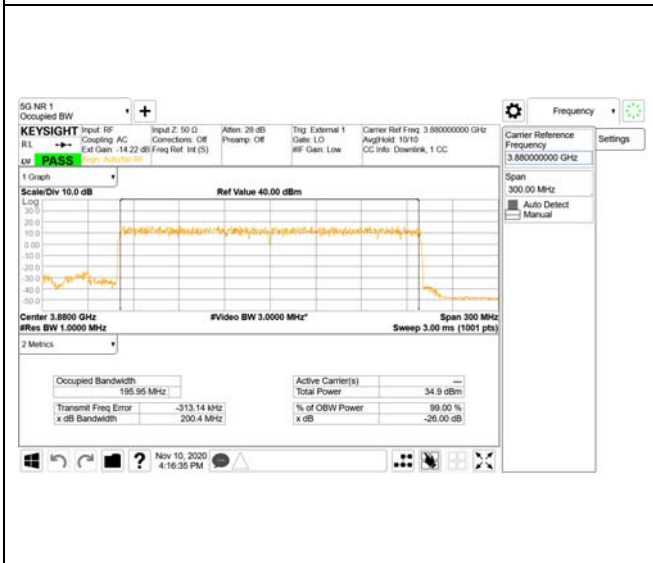 5G NR 1
Occupied BW
Frequency
KEYSIGHT
RL
PASS
Input: RF
Coupling: AC
Ext Gain: -14.22 dB
Align: Auto/No RF
Input Z: 50 Ω
Corrections: Off
Freq Ref: Int (S)
Atten: 28 dB
Preamp: Off
Trig: External 1
Gate: LO
#IF Gain: Low
Carrier Ref Freq: 3.880000000 GHz
Avg|Hold: 10/10
CC Info: Downlink, 1 CC
Carrier Reference
Frequency
3.880000000 GHz
Settings
Span
300.00 MHz
Auto Detect
Manual
1 Graph
Scale/Div 10.0 dB
Ref Value 40.00 dBm
Log
30.0
20.0
10.0
0.00
-10.0
-20.0
-30.0
-40.0
-50.0
Center 3.8800 GHz
#Video BW 3.0000 MHz*
Span 300 MHz
#Res BW 1.0000 MHz
Sweep 3.00 ms (1001 pts)
2 Metrics
Occupied Bandwidth
195.95 MHz
Transmit Freq Error -313.14 kHz
x dB Bandwidth 200.4 MHz
Active Carrier(s) ---
Total Power 34.9 dBm
% of OBW Power 99.00 %
x dB -26.00 dB
Nov 10, 2020
4:16:35 PM